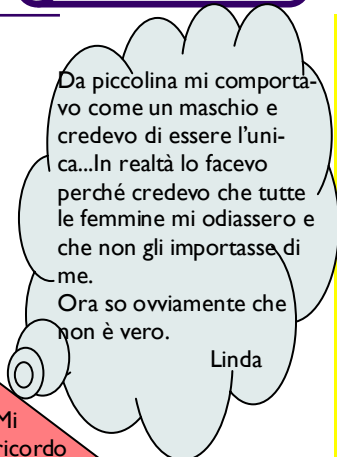 Da piccolina mi comporta-
vo come un maschio e
credevo di essere l'uni-
ca...In realtà lo facevo
perché credevo che tutte
le femmine mi odiassero e
che non gli importasse di
me.
Ora so ovviamente che
non è vero.
Linda
Mi
ricordo